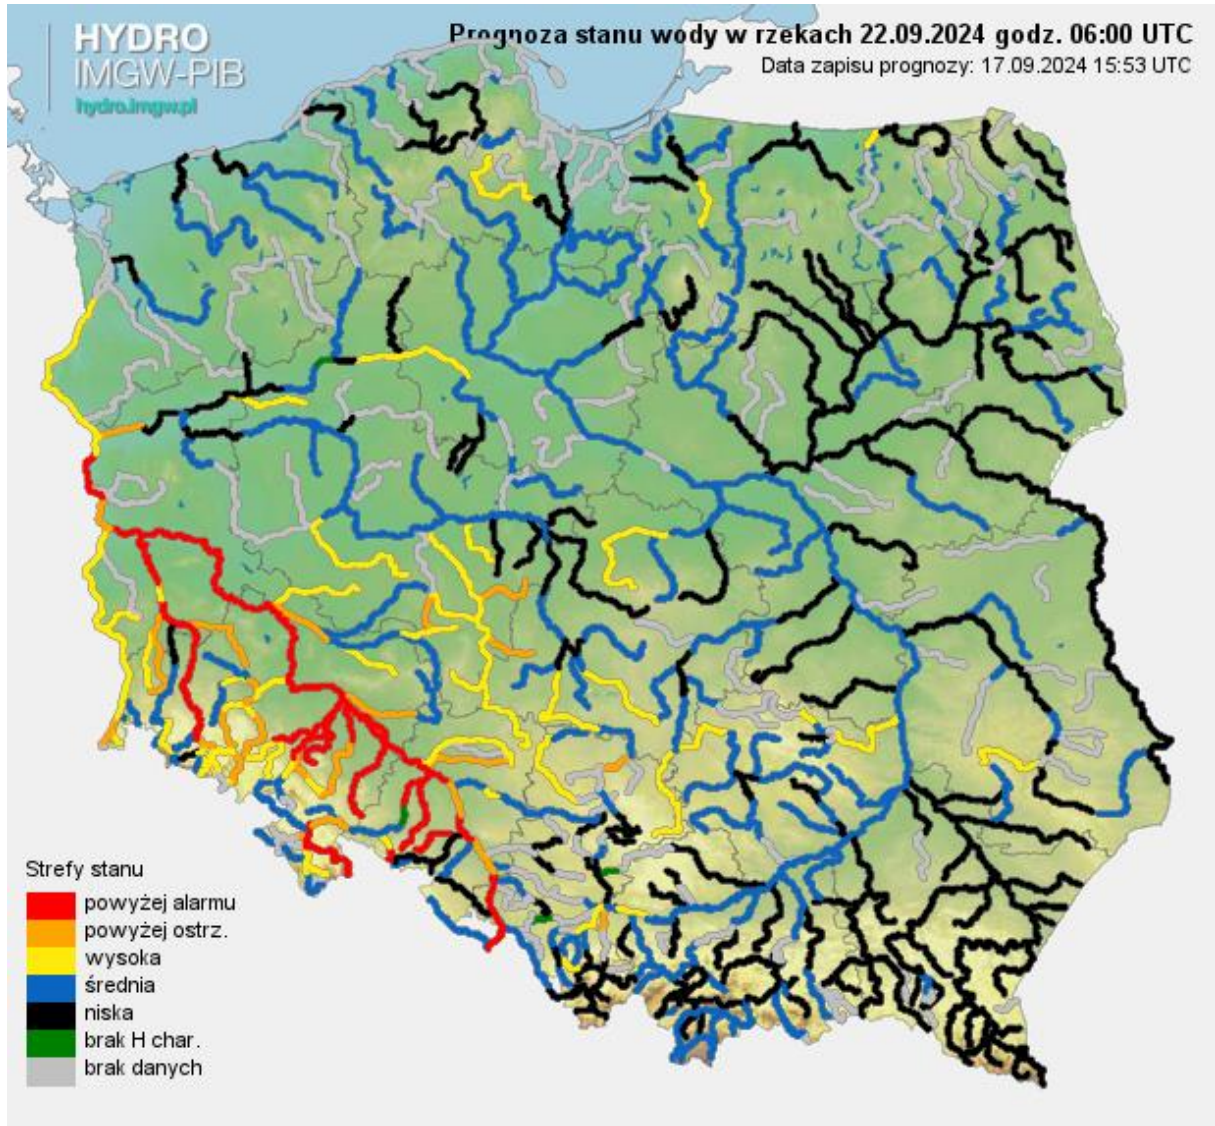 HYDRO
IMGW-PIB
hydro.imgw.pl
Prognoza stanu wody w rzekach 22.09.2024 godz. 06:00 UTC
Data zapisu prognozy: 17.09.2024 15:53 UTC
Strefy stanu
powyżej alarmu
powyżej ostrz.
wysoka
średnia
niska
brak H char.
brak danych